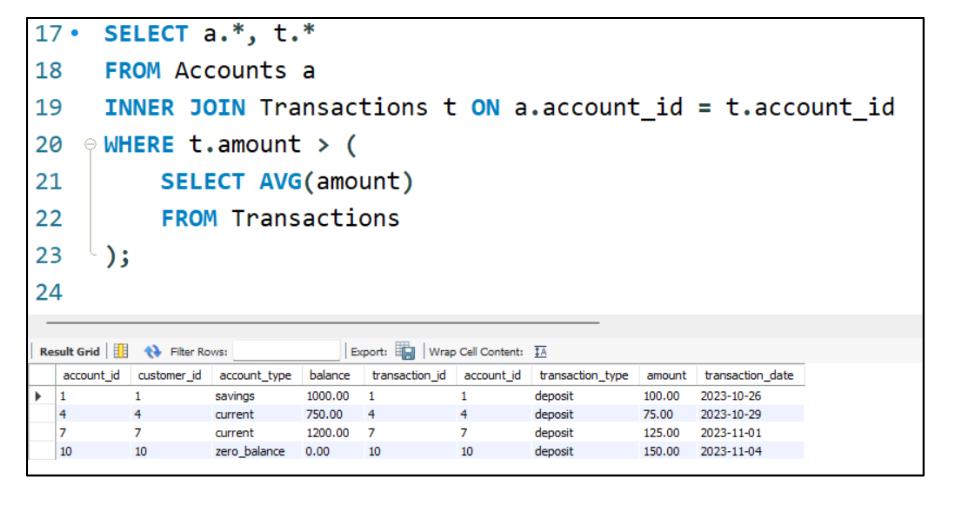 17 SELECT a.*, t.*
18 FROM Accounts a
19 INNER JOIN Transactions t ON a.account_id = t.account_id
20 WHERE t.amount > (
21 SELECT AVG(amount)
22 FROM Transactions
23 );
24
Result Grid Filter Rows: Export: Wrap Cell Content: IA
account_id customer_id account_type balance transaction_id account_id transaction_type amount transaction_date
1 1 savings 1000.00 1 1 deposit 100.00 2023-10-26
4 4 current 750.00 4 4 deposit 75.00 2023-10-29
7 7 current 1200.00 7 7 deposit 125.00 2023-11-01
10 10 zero_balance 0.00 10 10 deposit 150.00 2023-11-04